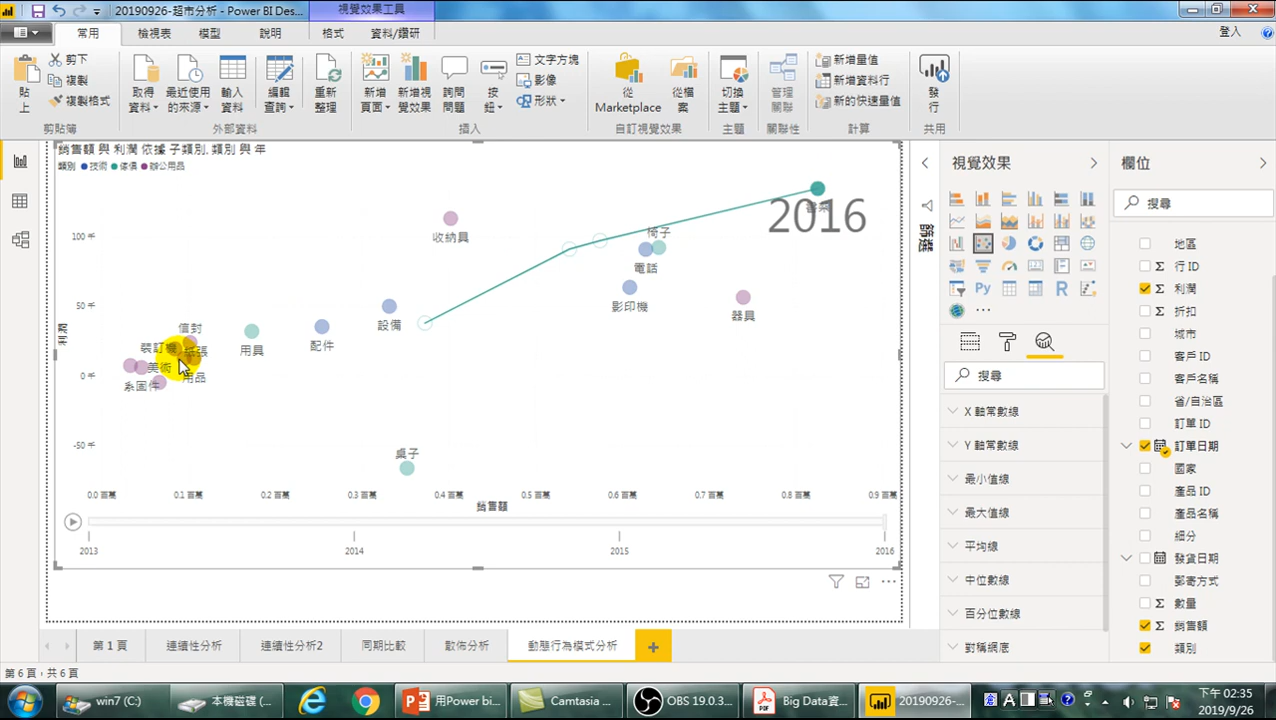 20190926-超市分析 - Power BI Des...
視覺效果工具
常用
檢視表
模型
說明
格式
資料/鑽研
登入
貼上
剪下
複製
複製格式
剪貼簿
取得資料
最近使用的來源
輸入資料
編輯查詢
重新整理
外部資料
新增頁面
新增視覺效果
詢問問題
按鈕
文字方塊
影像
形狀
插入
從 Marketplace
從檔案
自訂視覺效果
切換主題
主題
管理關聯
關聯性
新增量值
新增資料行
新的快速量值
計算
發行
共用
銷售額 與 利潤 依據 子類別, 類別 與 年
類別 技術 傢俱 辦公用品
2016
收納具
椅子
電話
影印機
器具
設備
配件
用具
信封
裝訂機
紙張
美術
用品
系固件
桌子
100 千
50 千
0 千
-50 千
利潤
0.0 百萬
0.1 百萬
0.2 百萬
0.3 百萬
0.4 百萬
0.5 百萬
0.6 百萬
0.7 百萬
0.8 百萬
0.9 百萬
銷售額
2013
2014
2015
2016
篩選
視覺效果
Py
R
搜尋
X 軸常數線
Y 軸常數線
最小值線
最大值線
平均線
中位數線
百分位數線
對稱網底
欄位
搜尋
地區
行 ID
利潤
折扣
城市
客戶 ID
客戶名稱
省/自治區
訂單 ID
訂單日期
國家
產品 ID
產品名稱
細分
發貨日期
郵寄方式
數量
銷售額
類別
第 1 頁
連續性分析
連續性分析2
同期比較
散佈分析
動態行為模式分析
第 6 頁，共 6 頁
win7 (C:)
本機磁碟 (...
用Power bi...
Camtasia ...
OBS 19.0.3...
Big Data資...
20190926-...
下午 02:35
2019/9/26